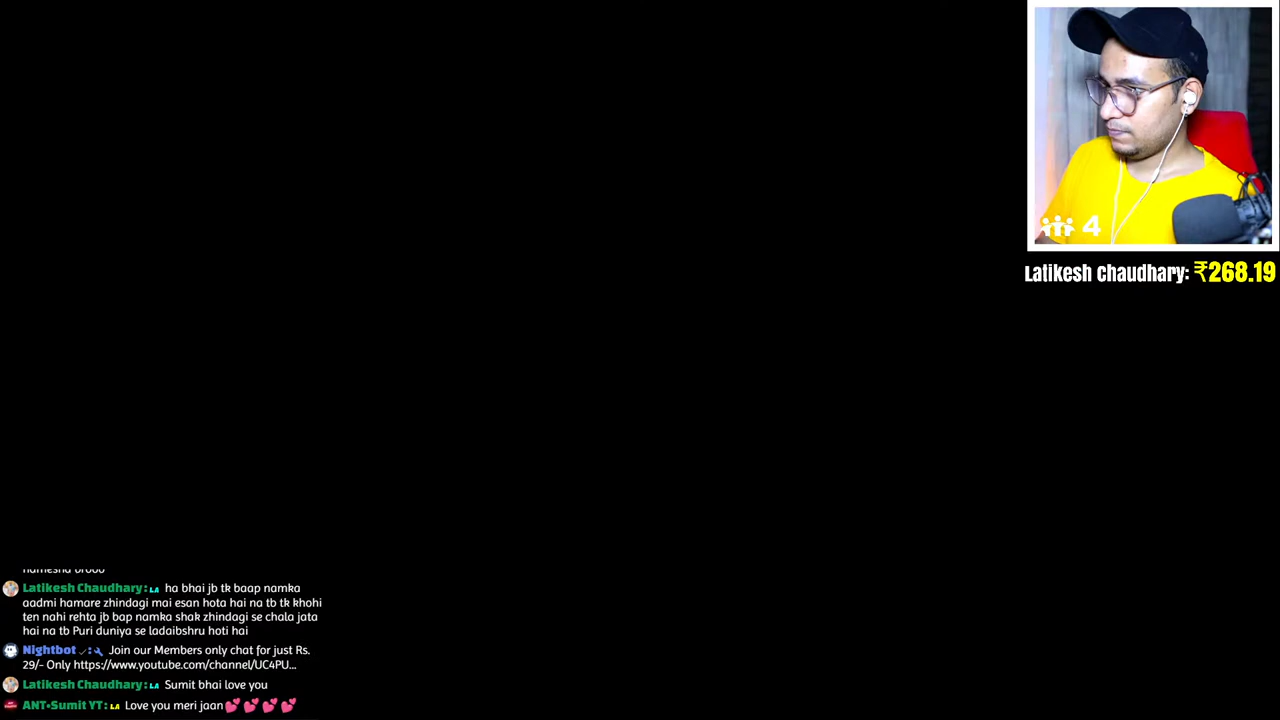 4
Latikesh Chaudhary: ₹268.19
Latikesh Chaudhary: LA ha bhai jb tk baap namka
aadmi hamare zhindagi mai esan hota hai na tb tk khohi
ten nahi rehta jb bap namka shak zhindagi se chala jata
hai na tb Puri duniya se ladaibshru hoti hai
Nightbot : Join our Members only chat for just Rs.
29/- Only https://www.youtube.com/channel/UC4PU...
Latikesh Chaudhary: LA Sumit bhai love you
ANT•Sumit YT: LA Love you meri jaan💕💕💕💕